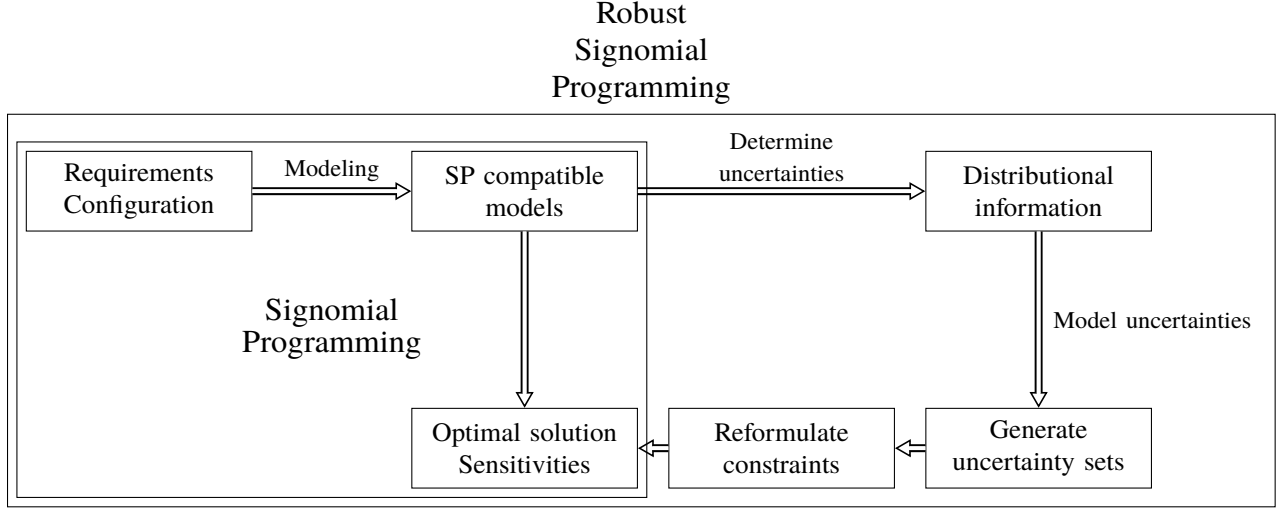 Robust
Signomial
Programming
Requirements
Configuration
Modeling
SP compatible
models
Determine
uncertainties
Distributional
information
Signomial
Programming
Model uncertainties
Optimal solution
Sensitivities
Reformulate
constraints
Generate
uncertainty sets